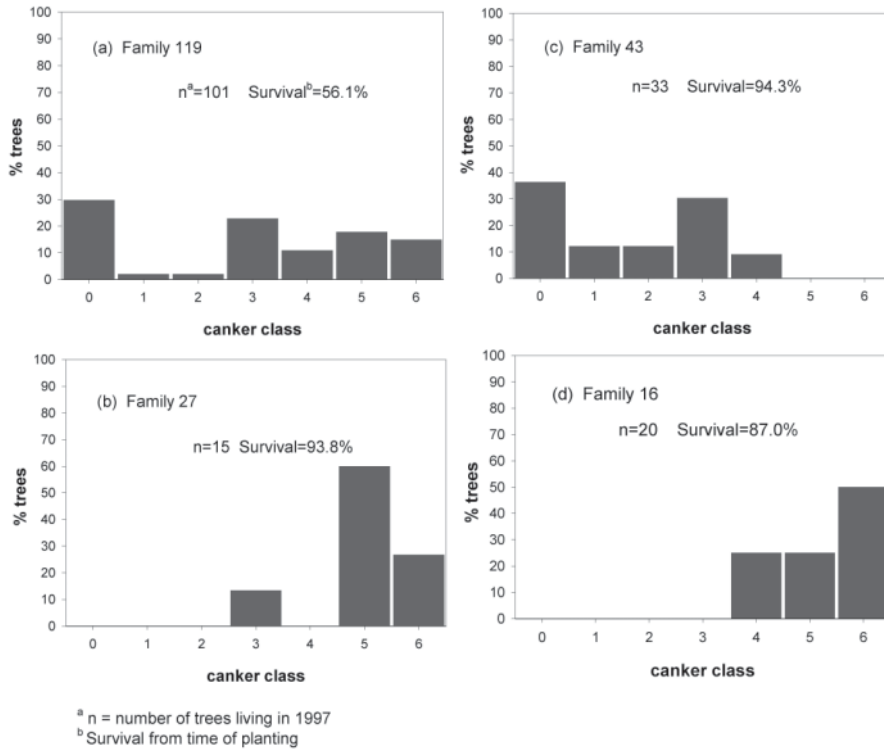 (a) Family 119
nᵃ=101 Survivalᵇ=56.1%
% trees
100
90
80
70
60
50
40
30
20
10
0
0 1 2 3 4 5 6
canker class
(c) Family 43
n=33 Survival=94.3%
% trees
100
90
80
70
60
50
40
30
20
10
0
0 1 2 3 4 5 6
canker class
(b) Family 27
n=15 Survival=93.8%
% trees
100
90
80
70
60
50
40
30
20
10
0
0 1 2 3 4 5 6
canker class
(d) Family 16
n=20 Survival=87.0%
% trees
100
90
80
70
60
50
40
30
20
10
0
0 1 2 3 4 5 6
canker class
ᵃ n = number of trees living in 1997
ᵇ Survival from time of planting